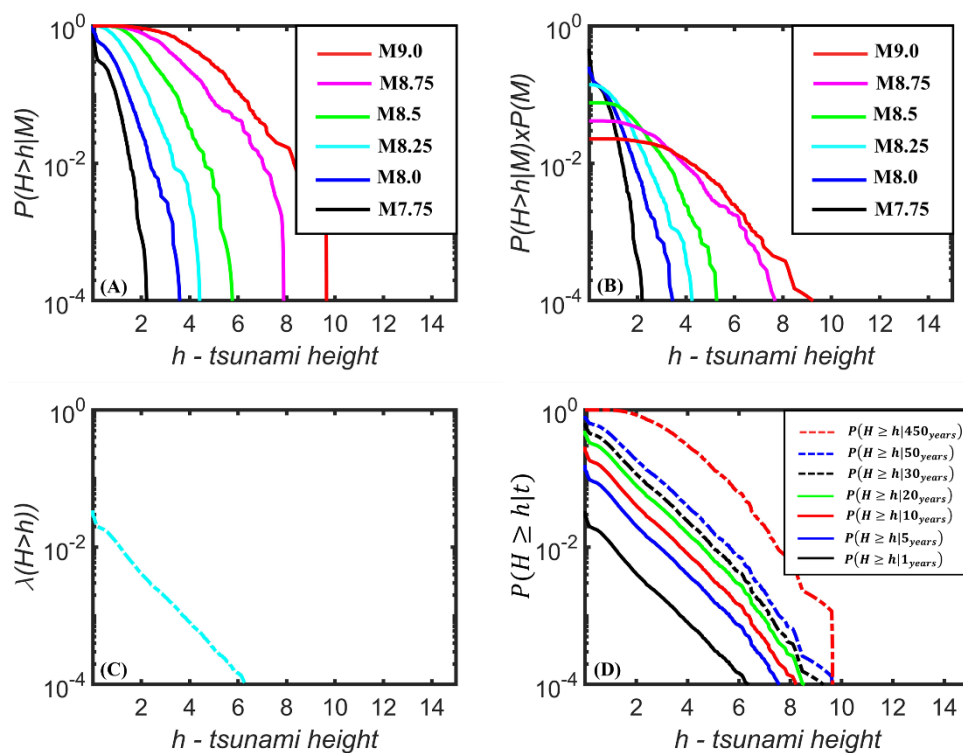 10^0
10^-2
10^-4
P(H>h|M)
M9.0
M8.75
M8.5
M8.25
M8.0
M7.75
(A)
2 4 6 8 10 12 14
h - tsunami height
10^0
10^-2
10^-4
P(H>h|M)xP(M)
M9.0
M8.75
M8.5
M8.25
M8.0
M7.75
(B)
2 4 6 8 10 12 14
h - tsunami height
10^0
10^-2
10^-4
λ(H>h))
(C)
2 4 6 8 10 12 14
h - tsunami height
10^0
10^-2
10^-4
P(H ≥ h|t)
P(H ≥ h|450years)
P(H ≥ h|50years)
P(H ≥ h|30years)
P(H ≥ h|20years)
P(H ≥ h|10years)
P(H ≥ h|5years)
P(H ≥ h|1years)
(D)
2 4 6 8 10 12 14
h - tsunami height